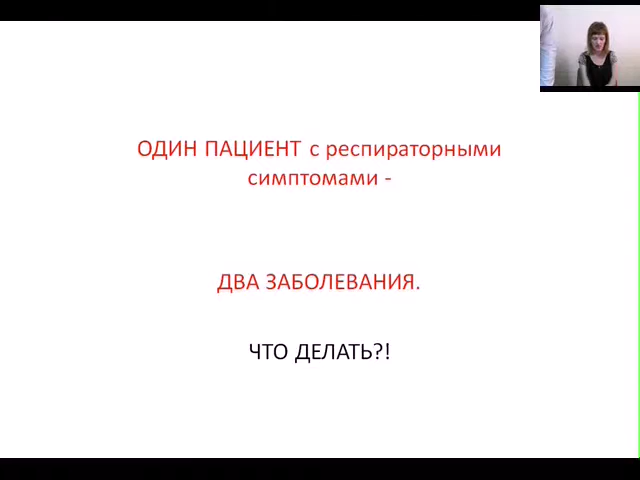 ОДИН ПАЦИЕНТ с респираторными
симптомами -
ДВА ЗАБОЛЕВАНИЯ.
ЧТО ДЕЛАТЬ?!